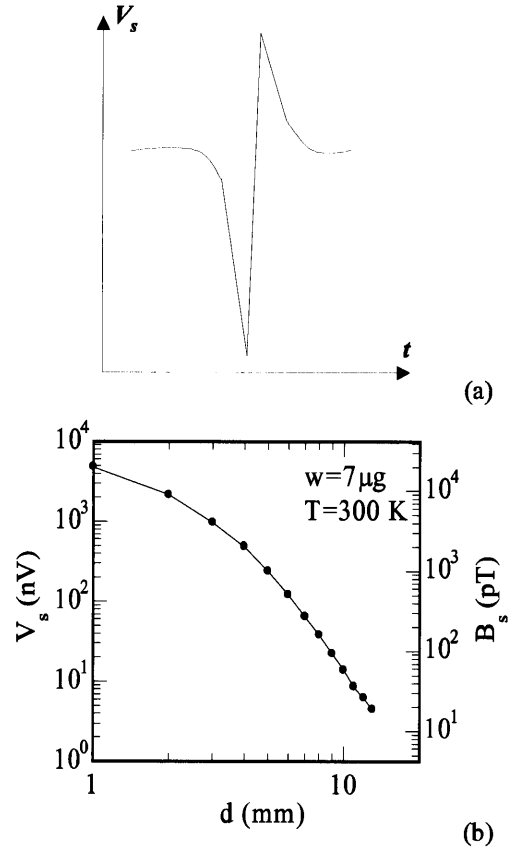 V_s
t
(a)
10^4
10^3
10^2
10^1
10^0
V_s (nV)
w=7μg
T=300 K
10^4
10^3
10^2
10^1
B_s (pT)
1
10
d (mm)
(b)